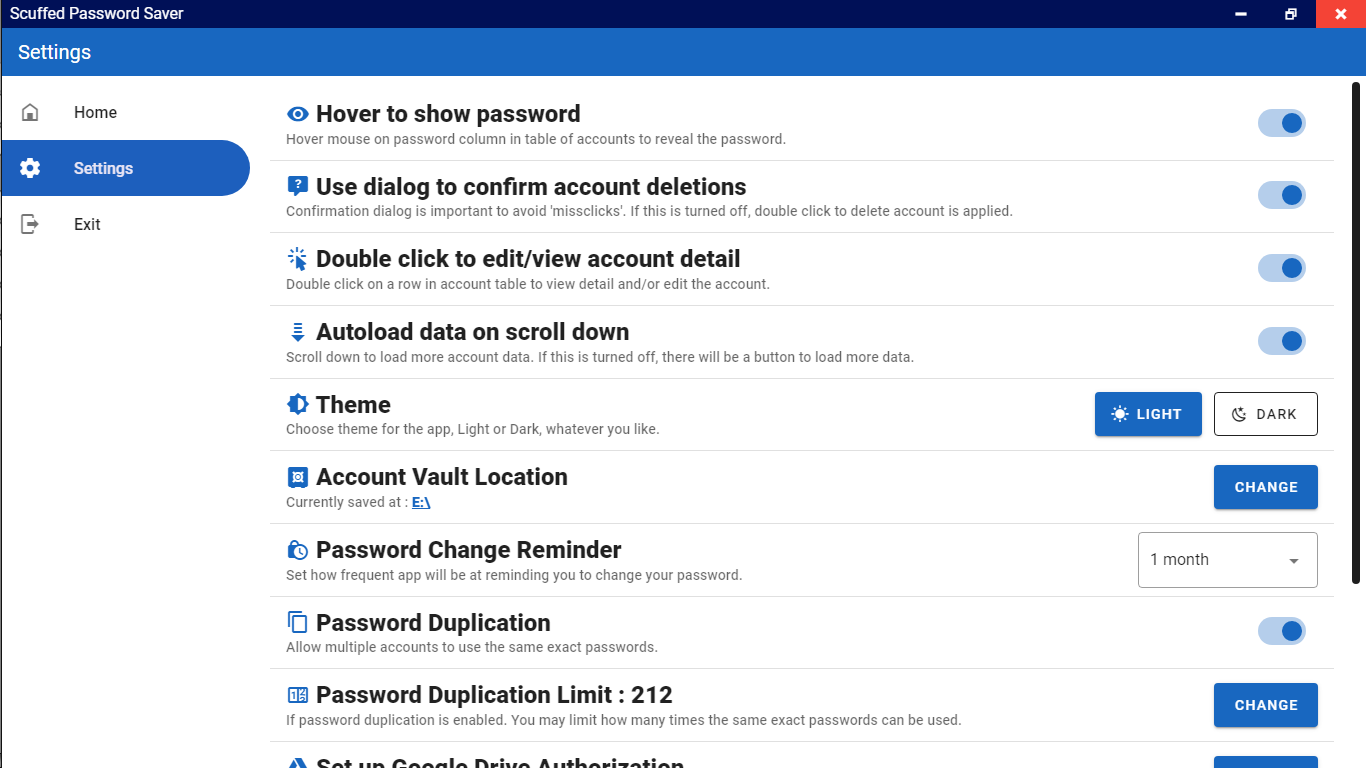 Scuffed Password Saver
Settings
Home
Settings
Exit
Hover to show password
Hover mouse on password column in table of accounts to reveal the password.
Use dialog to confirm account deletions
Confirmation dialog is important to avoid 'missclicks'. If this is turned off, double click to delete account is applied.
Double click to edit/view account detail
Double click on a row in account table to view detail and/or edit the account.
Autoload data on scroll down
Scroll down to load more account data. If this is turned off, there will be a button to load more data.
Theme
Choose theme for the app, Light or Dark, whatever you like.
LIGHT
DARK
Account Vault Location
Currently saved at : E:\
CHANGE
Password Change Reminder
Set how frequent app will be at reminding you to change your password.
1 month
Password Duplication
Allow multiple accounts to use the same exact passwords.
Password Duplication Limit : 212
If password duplication is enabled. You may limit how many times the same exact passwords can be used.
CHANGE
Set up Google Drive Authorization